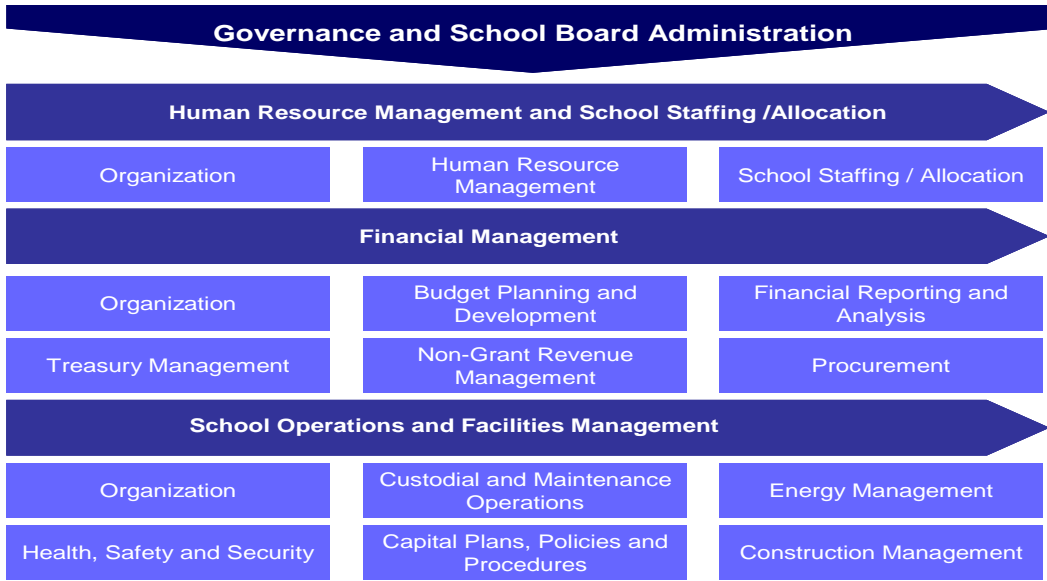 Governance and School Board Administration
Human Resource Management and School Staffing /Allocation
Organization
Human Resource
Management
School Staffing / Allocation
Financial Management
Organization
Budget Planning and
Development
Financial Reporting and
Analysis
Treasury Management
Non-Grant Revenue
Management
Procurement
School Operations and Facilities Management
Organization
Custodial and Maintenance
Operations
Energy Management
Health, Safety and Security
Capital Plans, Policies and
Procedures
Construction Management